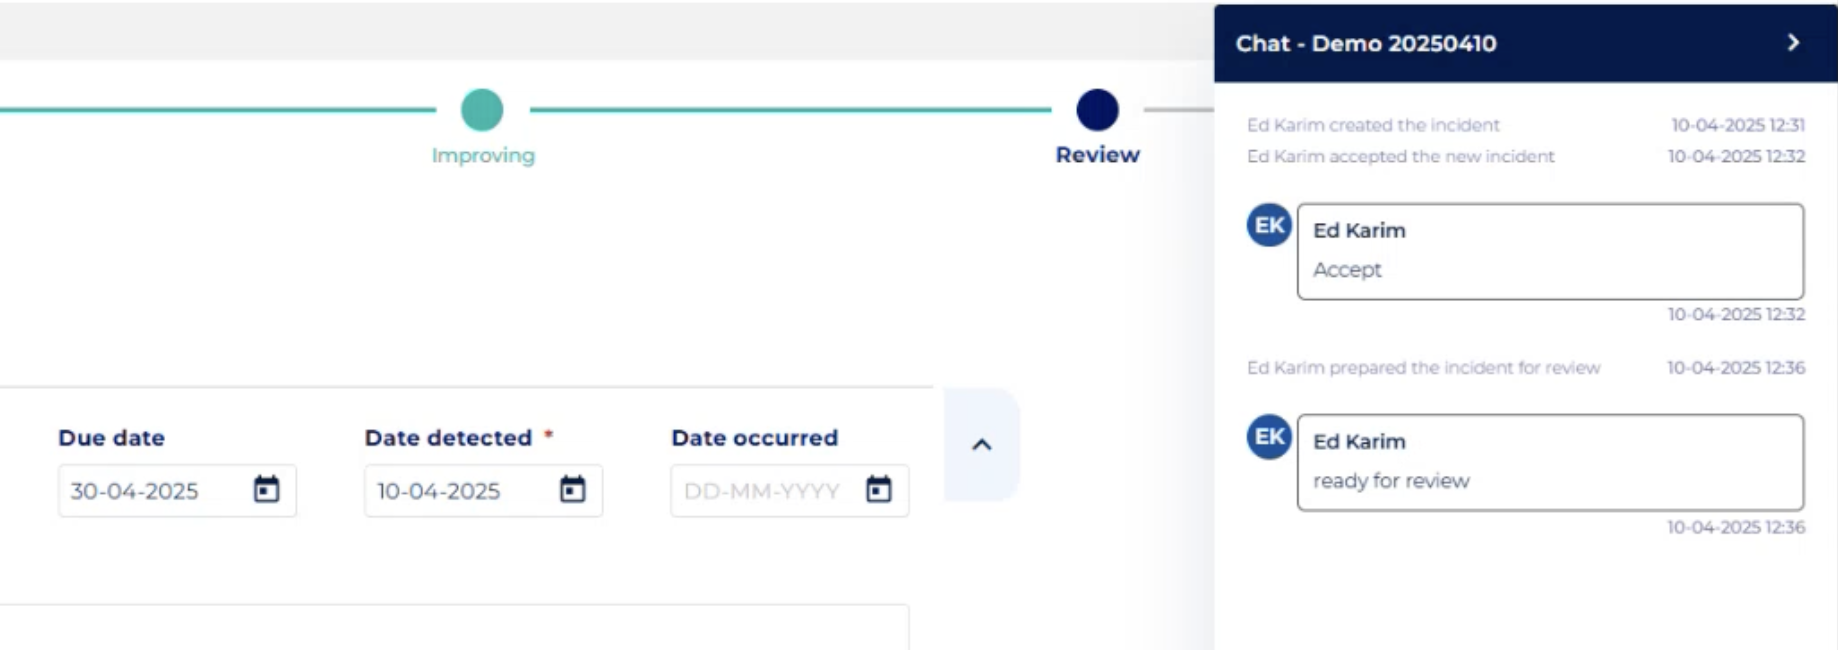 Chat - Demo 20250410
Improving
Review
Ed Karim created the incident 10-04-2025 12:31
Ed Karim accepted the new incident 10-04-2025 12:32
EK
Ed Karim
Accept
10-04-2025 12:32
Ed Karim prepared the incident for review 10-04-2025 12:36
EK
Ed Karim
ready for review
10-04-2025 12:36
Due date Date detected * Date occurred
30-04-2025 10-04-2025 DD-MM-YYYY